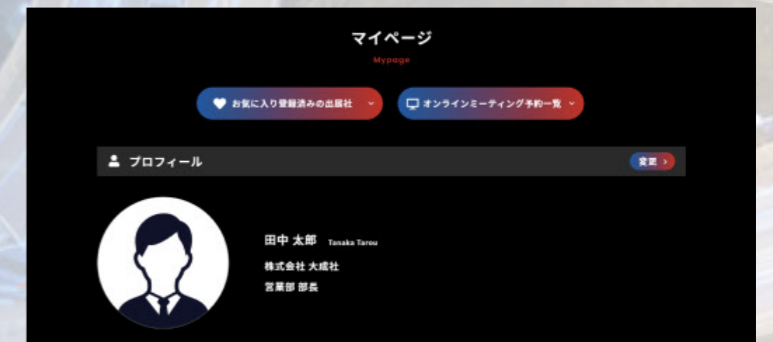 マイページ
Mypage
お気に入り登録済みの出展社
オンラインミーティング予約一覧
プロフィール
変更
田中 太郎 Tanaka Tarou
株式会社 大成社
営業部 部長